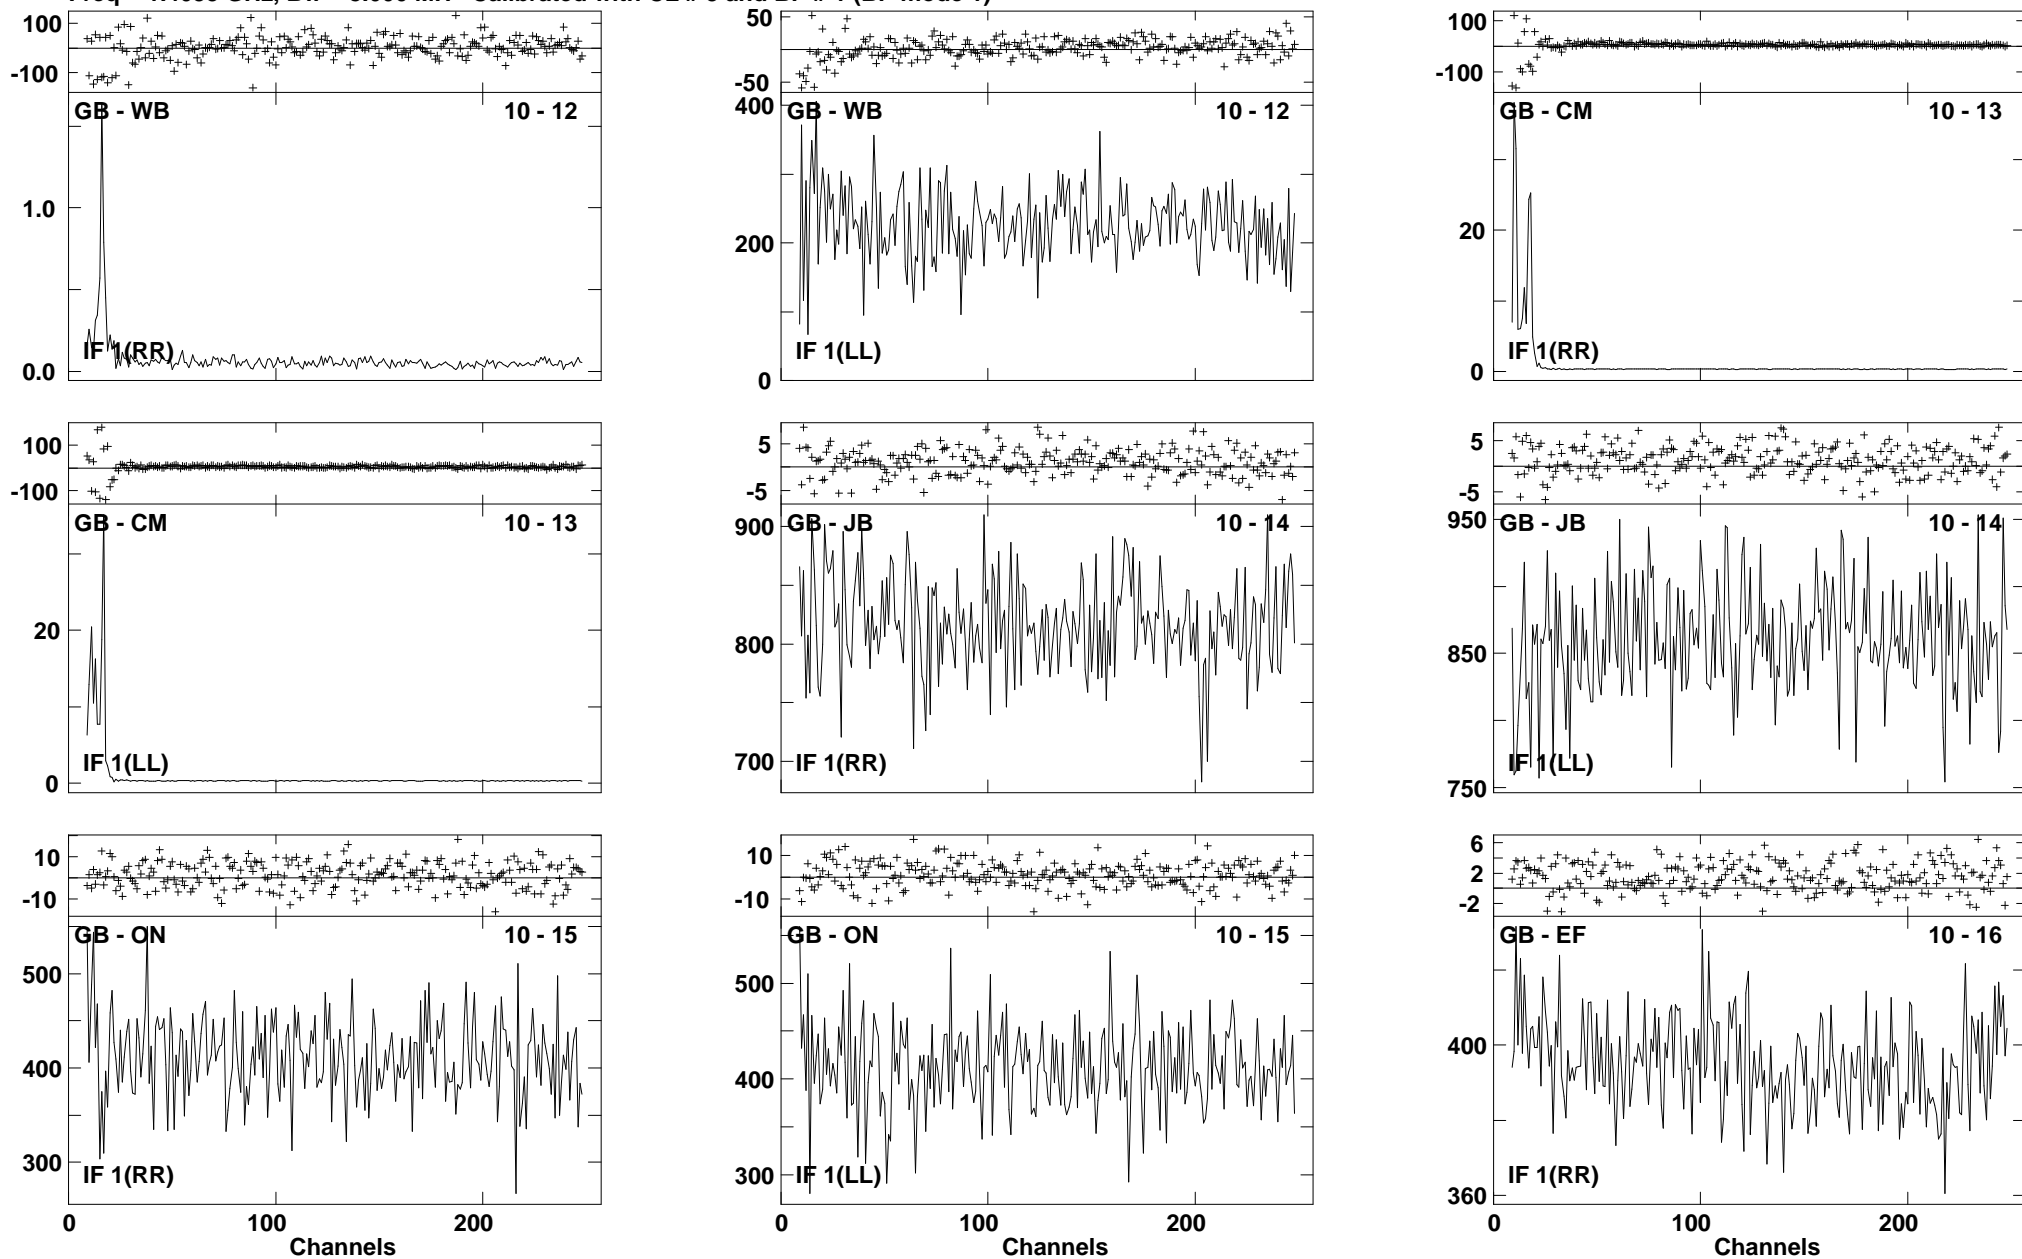 100
-100
GB - WB 10 - 12
1.0
0.0
IF 1(RR)
50
-50
400
GB - WB 10 - 12
200
0
IF 1(LL)
100
-100
GB - CM 10 - 13
20
0
IF 1(RR)
100
-100
GB - CM 10 - 13
20
0
IF 1(LL)
5
-5
900
GB - JB 10 - 14
800
700
IF 1(RR)
5
-5
950
GB - JB 10 - 14
850
750
IF 1(LL)
10
-10
GB - ON 10 - 15
500
400
300
IF 1(RR)
0 100 200
Channels
10
-10
GB - ON 10 - 15
500
400
300
IF 1(LL)
0 100 200
Channels
6
2
-2
GB - EF 10 - 16
400
360
IF 1(RR)
0 100 200
Channels